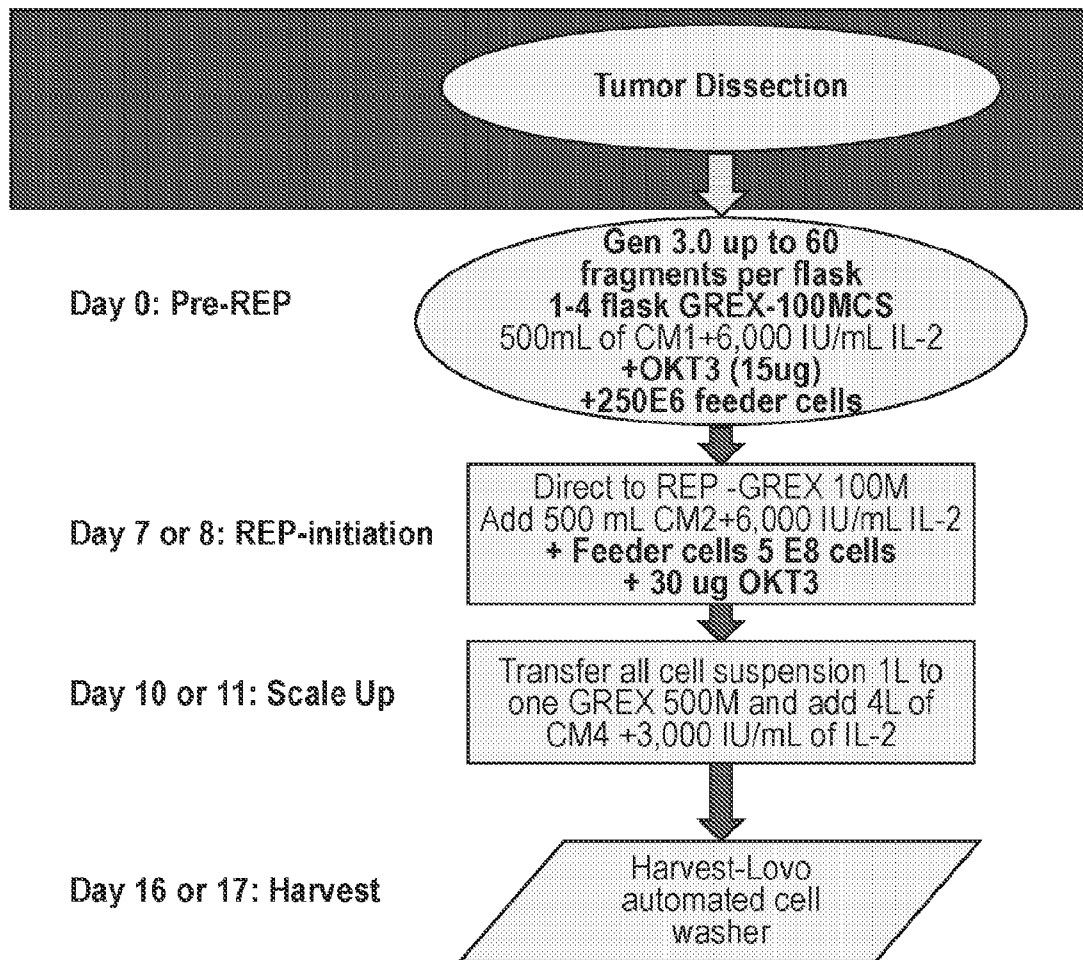 Tumor Dissection
Day 0: Pre-REP
Gen 3.0 up to 60
fragments per flask
1-4 flask GREX-100MCS
500mL of CM1+6,000 IU/mL IL-2
+OKT3 (15ug)
+250E6 feeder cells
Day 7 or 8: REP-initiation
Direct to REP -GREX 100M
Add 500 mL CM2+6,000 IU/mL IL-2
+ Feeder cells 5 E8 cells
+ 30 ug OKT3
Day 10 or 11: Scale Up
Transfer all cell suspension 1L to
one GREX 500M and add 4L of
CM4 +3,000 IU/mL of IL-2
Day 16 or 17: Harvest
Harvest-Lovo
automated cell
washer